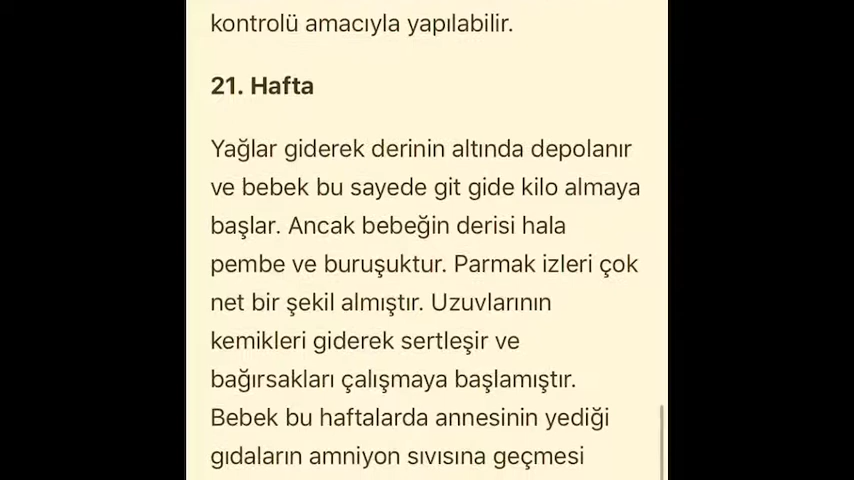 kontrolü amacıyla yapılabilir.
21. Hafta
Yağlar giderek derinin altında depolanır
ve bebek bu sayede git gide kilo almaya
başlar. Ancak bebeğin derisi hala
pembe ve buruşuktur. Parmak izleri çok
net bir şekil almıştır. Uzuvlarının
kemikleri giderek sertleşir ve
bağırsakları çalışmaya başlamıştır.
Bebek bu haftalarda annesinin yediği
gıdaların amniyon sıvısına geçmesi